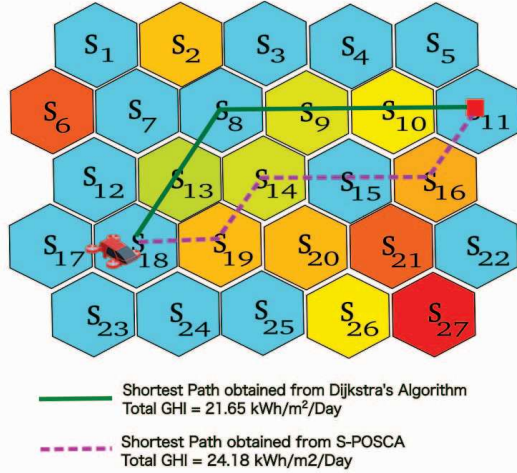 S1 S2 S3 S4 S5
S6 S7 S8 S9 S10 S11
S12 S13 S14 S15 S16
S17 S18 S19 S20 S21 S22
S23 S24 S25 S26 S27
Shortest Path obtained from Dijkstra's Algorithm
Total GHI = 21.65 kWh/m²/Day
Shortest Path obtained from S-POSCA
Total GHI = 24.18 kWh/m2/Day